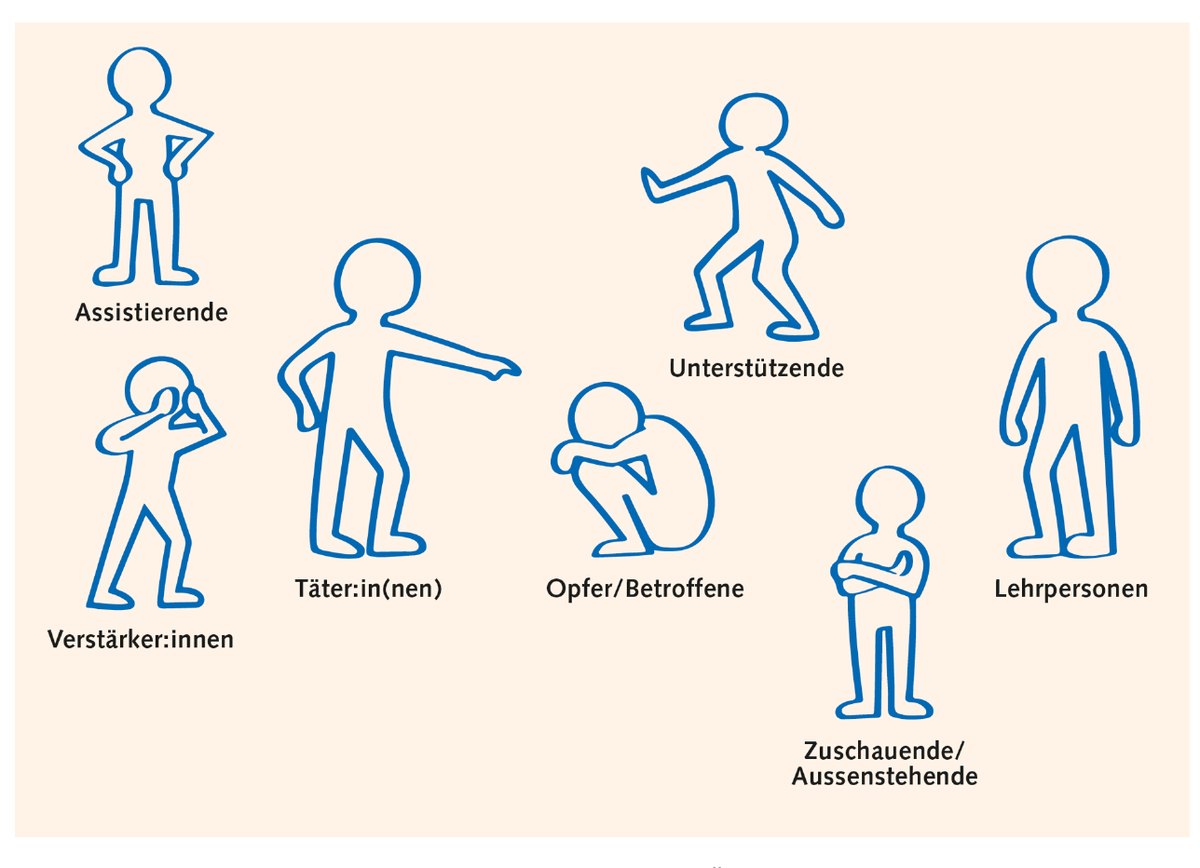 Assistierende
Unterstützende
Verstärker:innen
Täter:in(nen)
Opfer/Betroffene
Lehrpersonen
Zuschauende/
Aussenstehende